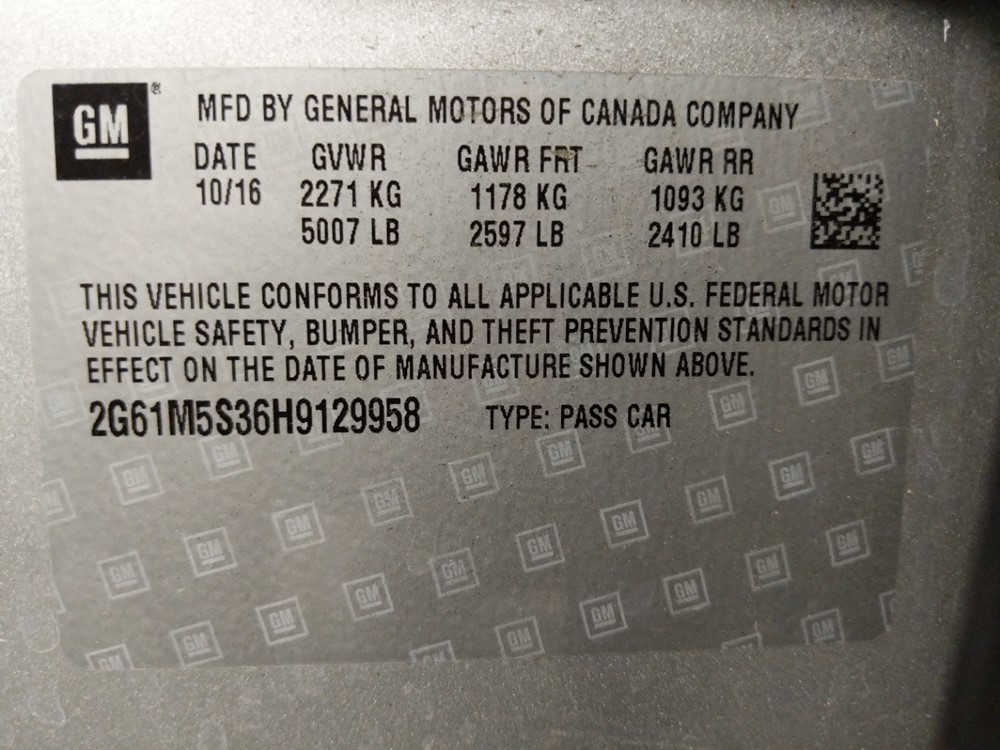 GM ®
MFD BY GENERAL MOTORS OF CANADA COMPANY
DATE GVWR GAWR FRT GAWR RR
10/16 2271 KG 1178 KG 1093 KG
5007 LB 2597 LB 2410 LB
THIS VEHICLE CONFORMS TO ALL APPLICABLE U.S. FEDERAL MOTOR
VEHICLE SAFETY, BUMPER, AND THEFT PREVENTION STANDARDS IN
EFFECT ON THE DATE OF MANUFACTURE SHOWN ABOVE.
2G61M5S36H9129958 TYPE: PASS CAR